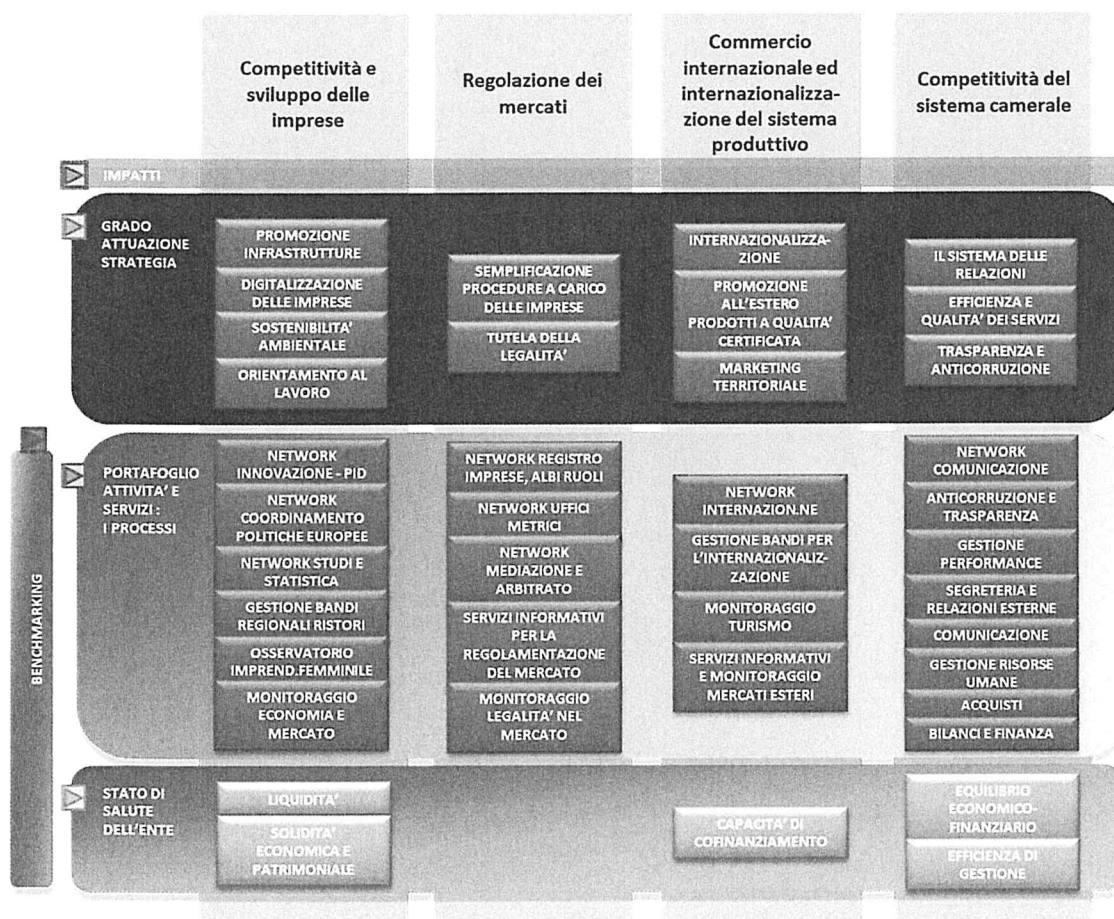 Competitività e
sviluppo delle
imprese
Regolazione dei
mercati
Commercio
internazionale ed
internazionalizza-
zione del sistema
produttivo
Competitività del
sistema camerale
IMPATTI
GRADO
ATTUAZIONE
STRATEGIA
PROMOZIONE
INFRASTRUTTURE
DIGITALIZZAZIONE
DELLE IMPRESE
SOSTENIBILITA'
AMBIENTALE
ORIENTAMENTO AL
LAVORO
SEMPLIFICAZIONE
PROCEDURE A CARICO
DELLE IMPRESE
TUTELA DELLA
LEGALITA'
INTERNAZIONALIZZA-
ZIONE
PROMOZIONE
ALL'ESTERO
PRODOTTI A QUALITA'
CERTIFICATA
MARKETING
TERRITORIALE
IL SISTEMA DELLE
RELAZIONI
EFFICIENZA E
QUALITA' DEI SERVIZI
TRASPARENZA E
ANTICORRUZIONE
BENCHMARKING
PORTAFOGLIO
ATTIVITA' E
SERVIZI :
I PROCESSI
NETWORK
INNOVAZIONE - PID
NETWORK
COORDINAMENTO
POLITICHE EUROPEE
NETWORK STUDI E
STATISTICA
GESTIONE BANDI
REGIONALI RISTORI
OSSERVATORIO
IMPREND.FEMMINILE
MONITORAGGIO
ECONOMIA E
MERCATO
NETWORK REGISTRO
IMPRESE, ALBI RUOLI
NETWORK UFFICI
METRICI
NETWORK
MEDIAZIONE E
ARBITRATO
SERVIZI INFORMATIVI
PER LA
REGOLAMENTAZIONE
DEL MERCATO
MONITORAGGIO
LEGALITA' NEL
MERCATO
NETWORK
INTERNAZION.NE
GESTIONE BANDI PER
L'INTERNAZIONALIZ-
ZAZIONE
MONITORAGGIO
TURISMO
SERVIZI INFORMATIVI
E MONITORAGGIO
MERCATI ESTERI
NETWORK
COMUNICAZIONE
ANTICORRUZIONE E
TRASPARENZA
GESTIONE
PERFORMANCE
SEGRETERIA E
RELAZIONI ESTERNE
COMUNICAZIONE
GESTIONE RISORSE
UMANE
ACQUISTI
BILANCI E FINANZA
STATO DI
SALUTE
DELL'ENTE
LIQUIDITA'
SOLIDITA'
ECONOMICA E
PATRIMONIALE
CAPACITA' DI
COFINANZIAMENTO
EQUILIBRIO
ECONOMICO-
FINANZIARIO
EFFICIENZA DI
GESTIONE